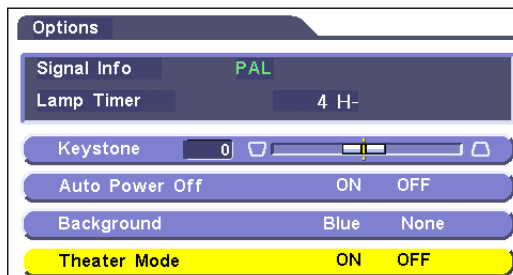 Options
Signal Info PAL
Lamp Timer 4 H-
Keystone 0
Auto Power Off ON OFF
Background Blue None
Theater Mode ON OFF